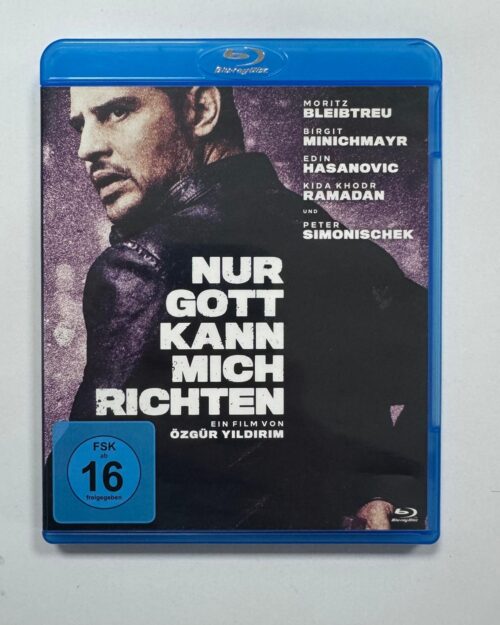 Blu-ray Disc
MORITZ
BLEIBTREU
BIRGIT
MINICHMAYR
EDIN
HASANOVIC
KIDA KHODR
RAMADAN
UND
PETER
SIMONISCHEK
NUR
GOTT
KANN
MICH
RICHTEN
EIN FILM VON
ÖZGÜR YILDIRIM
FSK
ab
16
freigegeben
Blu-ray Disc